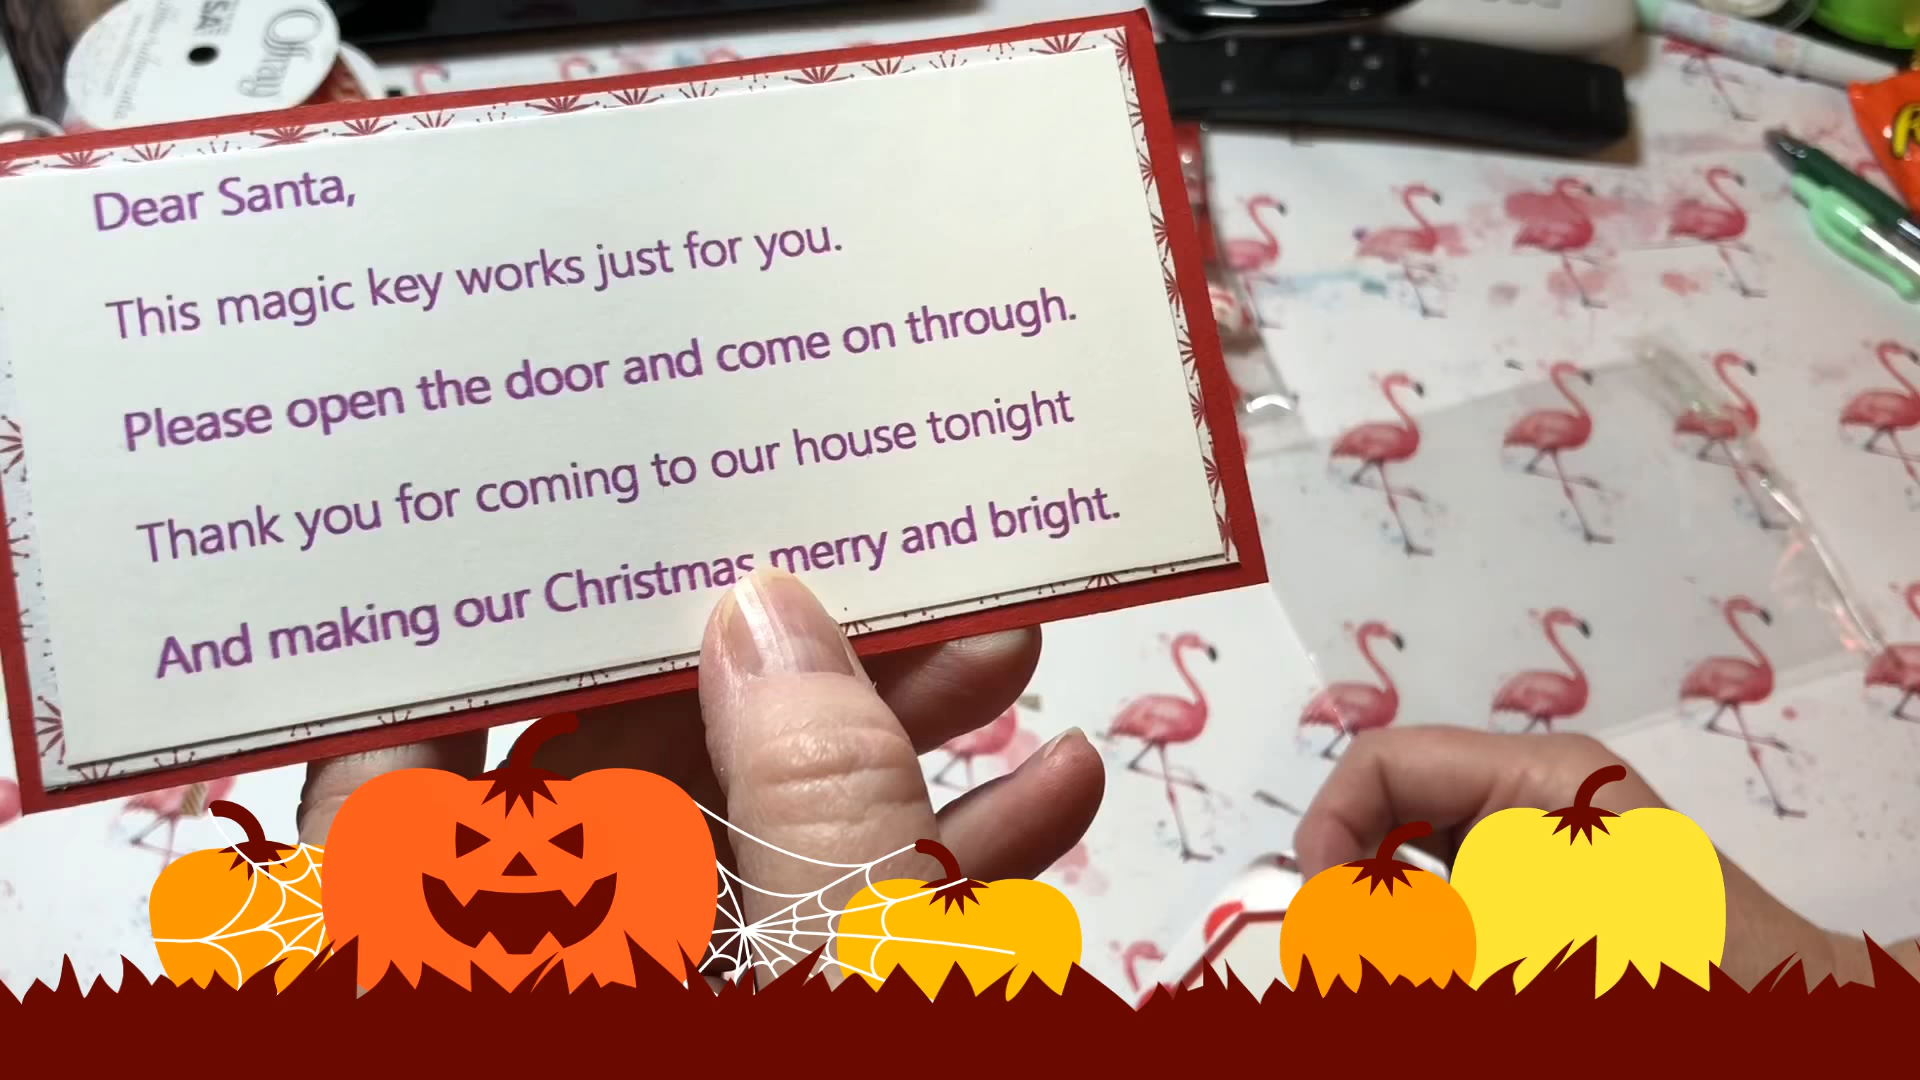 Offray
Dear Santa,
This magic key works just for you.
Please open the door and come on through.
Thank you for coming to our house tonight
And making our Christmas merry and bright.